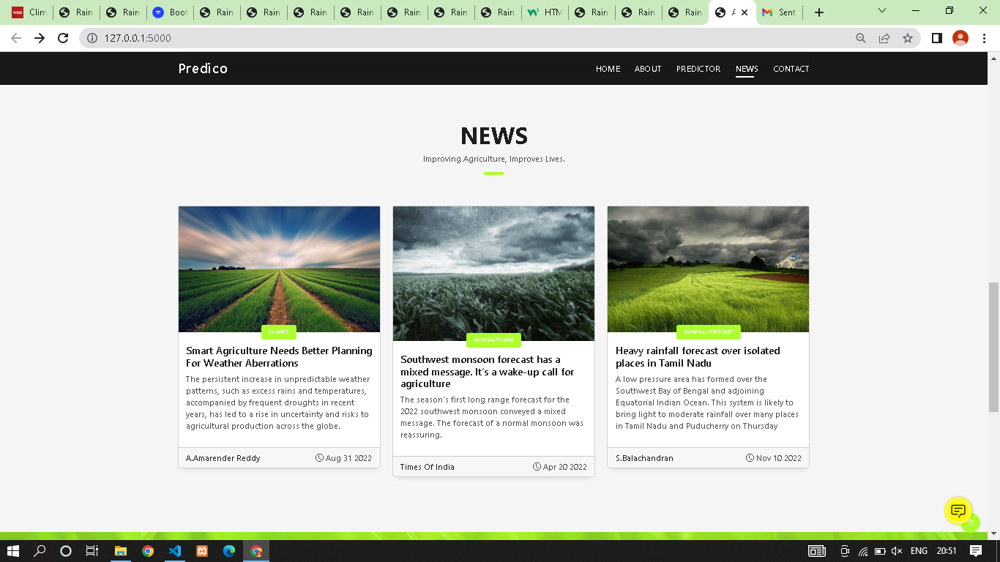 Clim
Rain
Rain
Boot
Rain
Rain
Rain
Rain
Rain
Rain
Rain
HTM
Rain
Rain
Rain
A
Sent
127.0.0.1:5000
Predico
HOME ABOUT PREDICTOR NEWS CONTACT
NEWS
Improving Agriculture, Improves Lives.
CLIMATE
Smart Agriculture Needs Better Planning
For Weather Aberrations
The persistent increase in unpredictable weather
patterns, such as excess rains and temperatures,
accompanied by frequent droughts in recent
years, has led to a rise in uncertainty and risks to
agricultural production across the globe.
A.Amarender Reddy Aug 31 2022
RAIN WATCHING
Southwest monsoon forecast has a
mixed message. It's a wake-up call for
agriculture
The season's first long range forecast for the
2022 southwest monsoon conveyed a mixed
message. The forecast of a normal monsoon was
reassuring.
Times Of India Apr 20 2022
RAINFALL FORECAST
Heavy rainfall forecast over isolated
places in Tamil Nadu
A low pressure area has formed over the
Southwest Bay of Bengal and adjoining
Equatorial Indian Ocean. This system is likely to
bring light to moderate rainfall over many places
in Tamil Nadu and Puducherry on Thursday
S.Balachandran Nov 10 2022
ENG 20:51